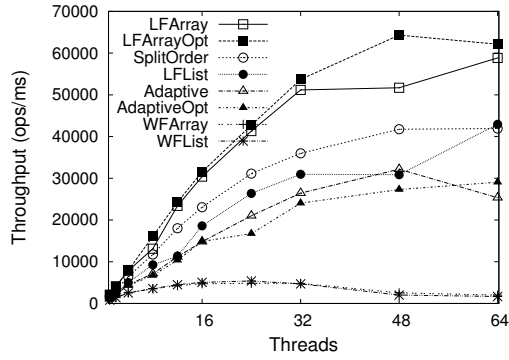 70000
60000
50000
40000
30000
20000
10000
0
Throughput (ops/ms)
LFArray
LFArrayOpt
SplitOrder
LFList
Adaptive
AdaptiveOpt
WFArray
WFList
16 32 48 64
Threads